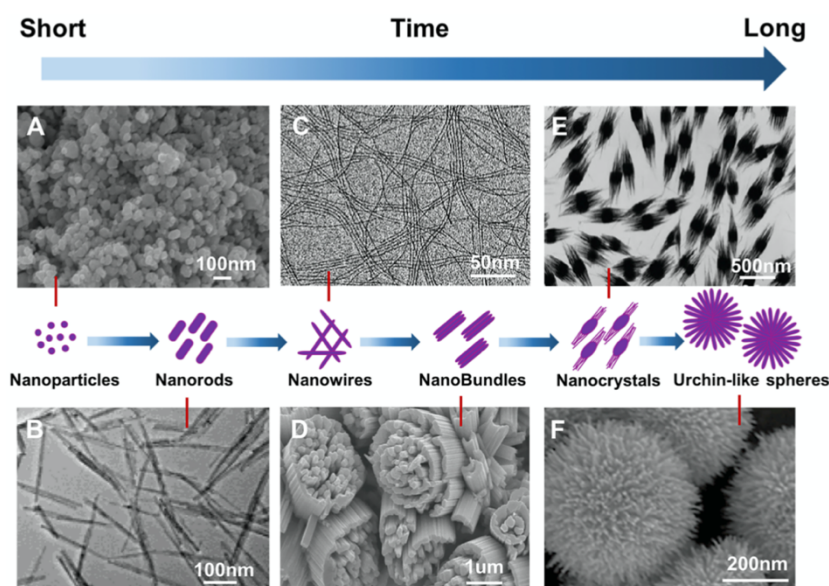 Short Time Long
A
100nm
C
50nm
E
500nm
Nanoparticles Nanorods Nanowires NanoBundles Nanocrystals Urchin-like spheres
B
100nm
D
1um
F
200nm